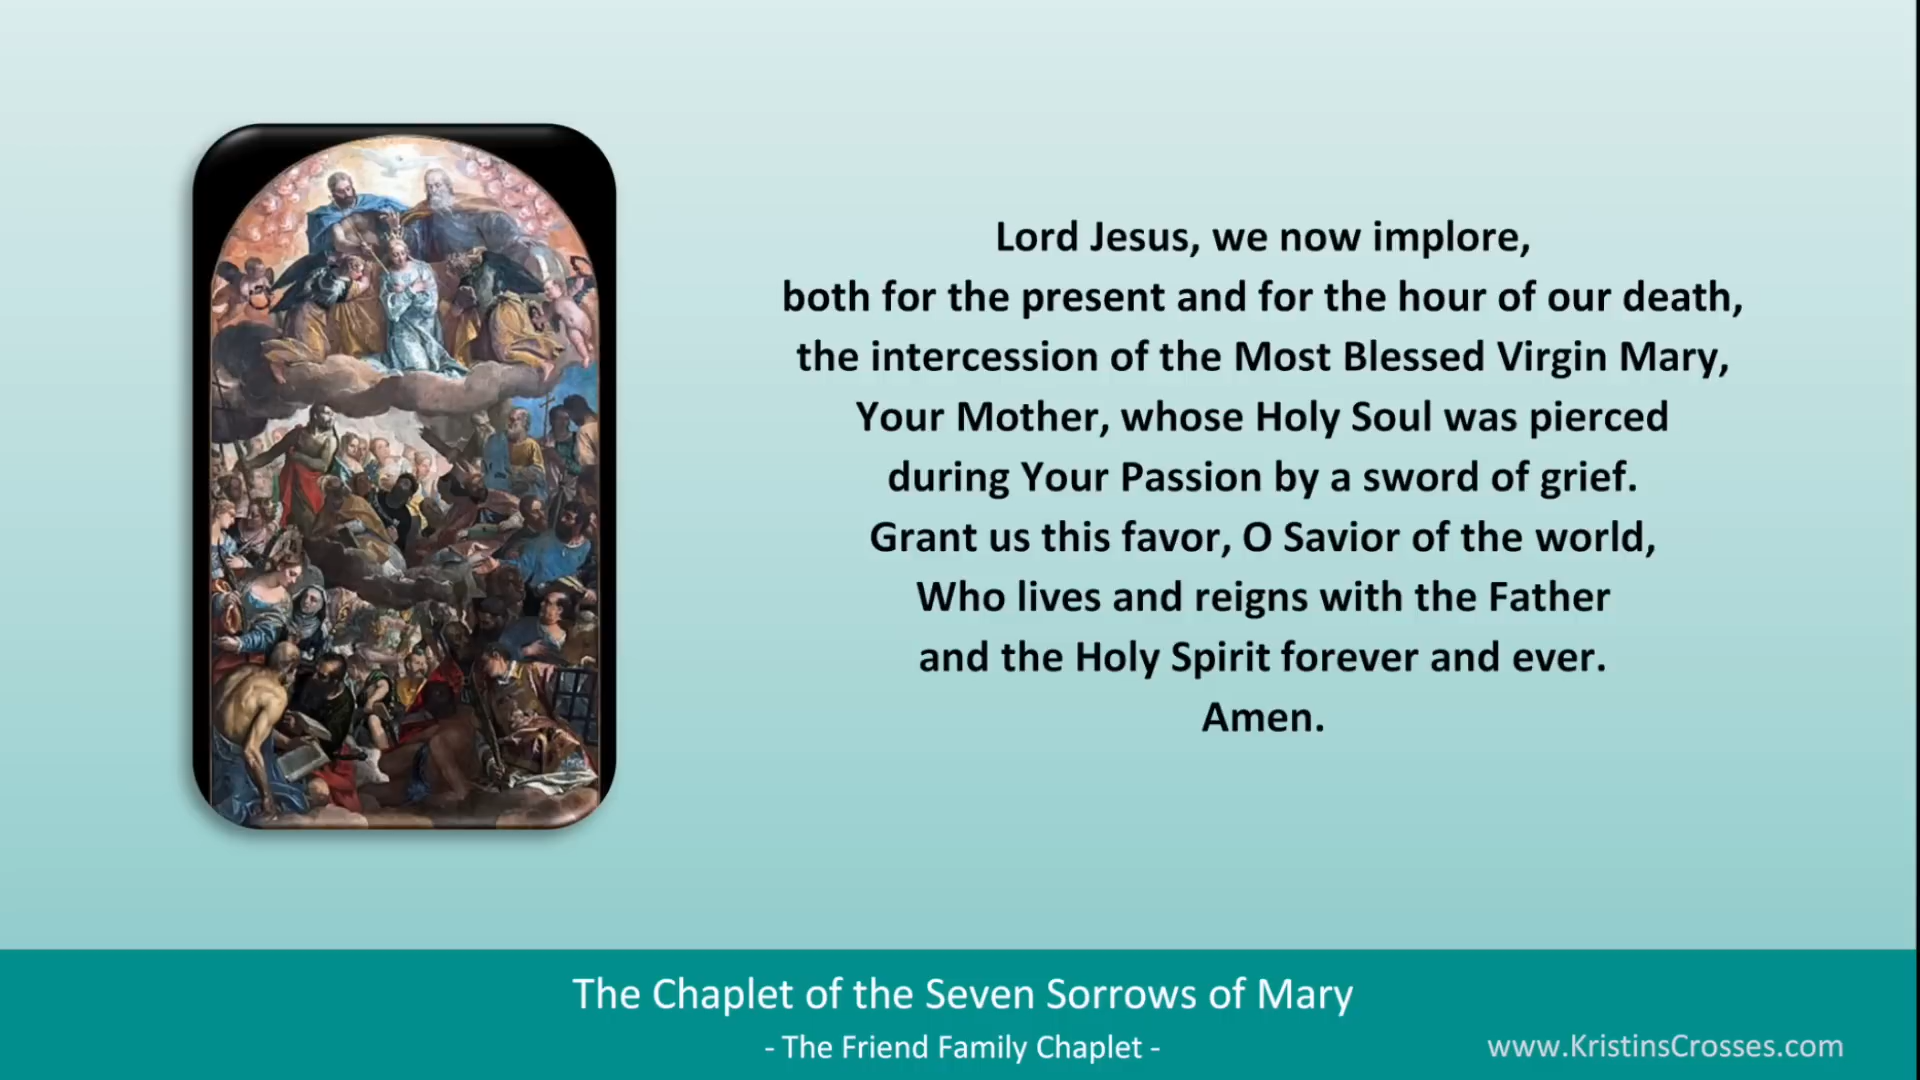 Lord Jesus, we now implore,
both for the present and for the hour of our death,
the intercession of the Most Blessed Virgin Mary,
Your Mother, whose Holy Soul was pierced
during Your Passion by a sword of grief.
Grant us this favor, O Savior of the world,
Who lives and reigns with the Father
and the Holy Spirit forever and ever.
Amen.
The Chaplet of the Seven Sorrows of Mary
- The Friend Family Chaplet -
www.KristinsCrosses.com